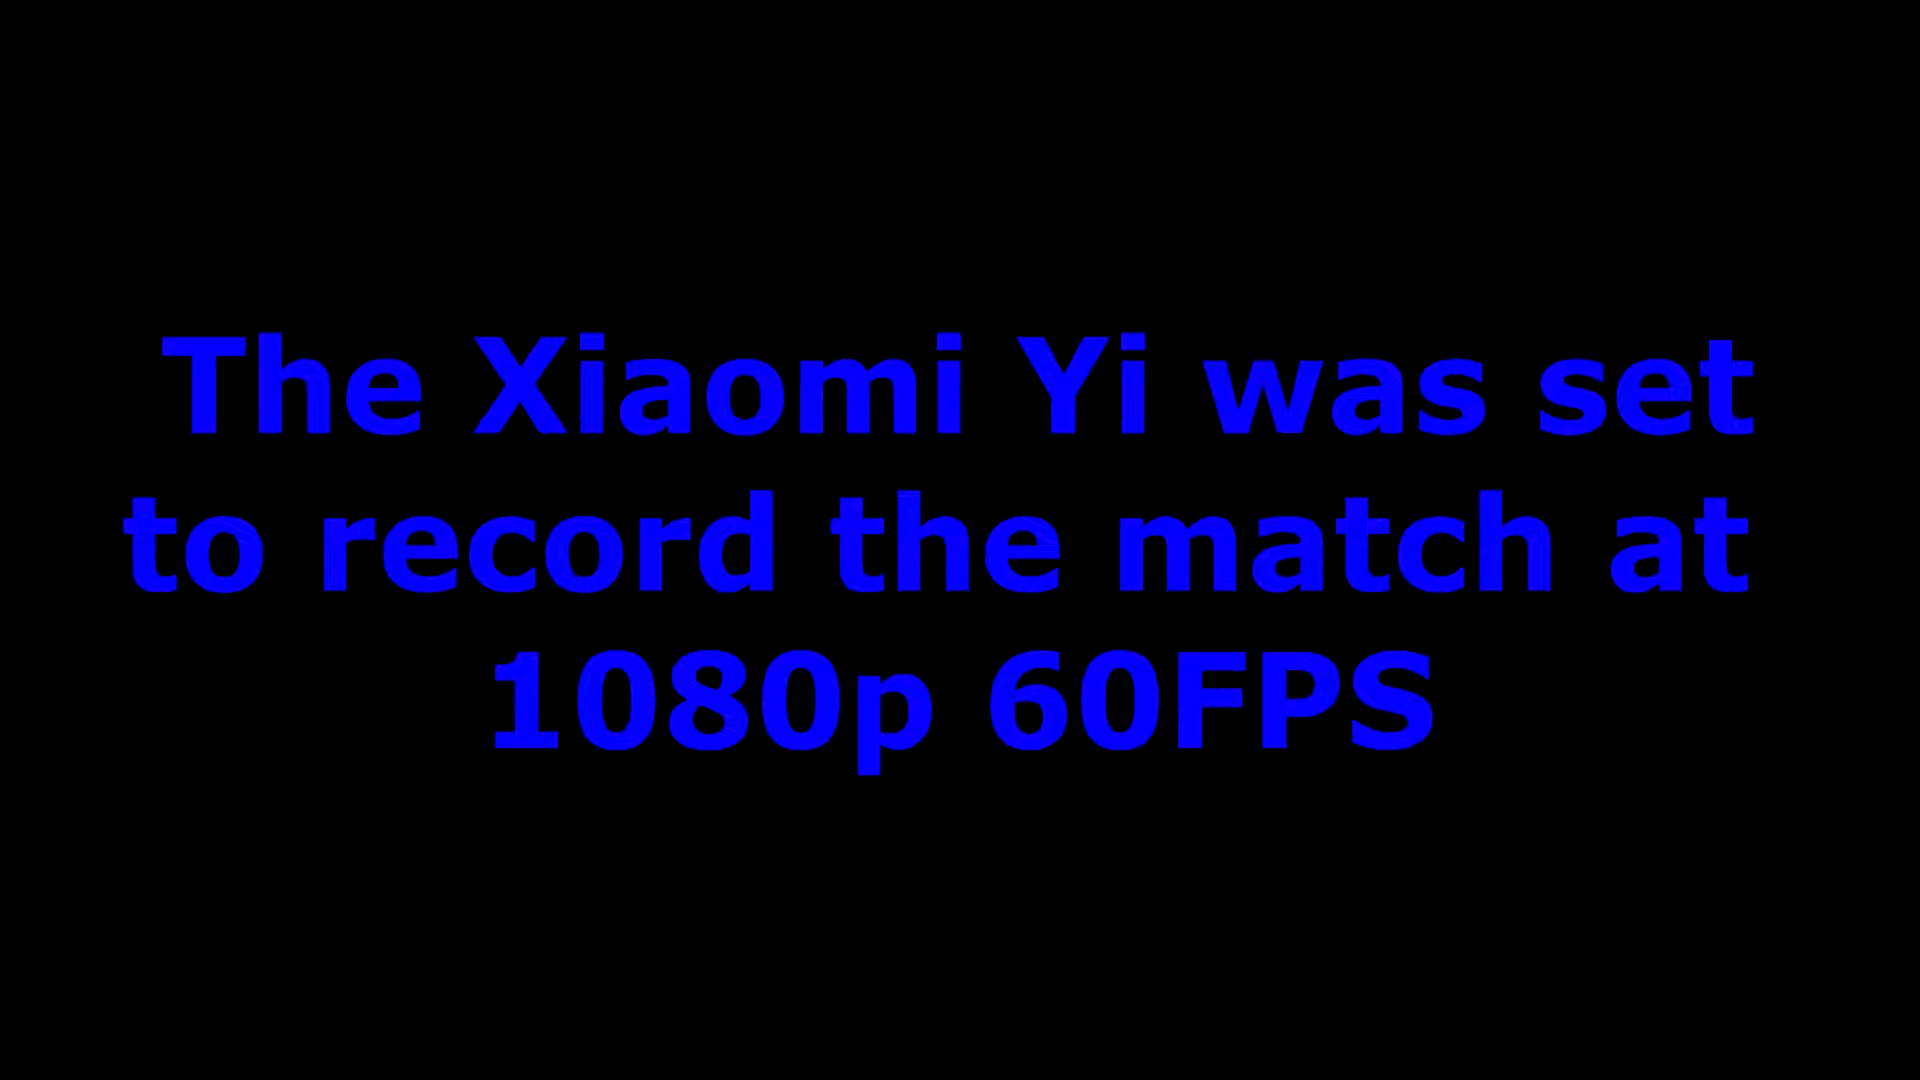 The Xiaomi Yi was set
to record the match at
1080p 60FPS